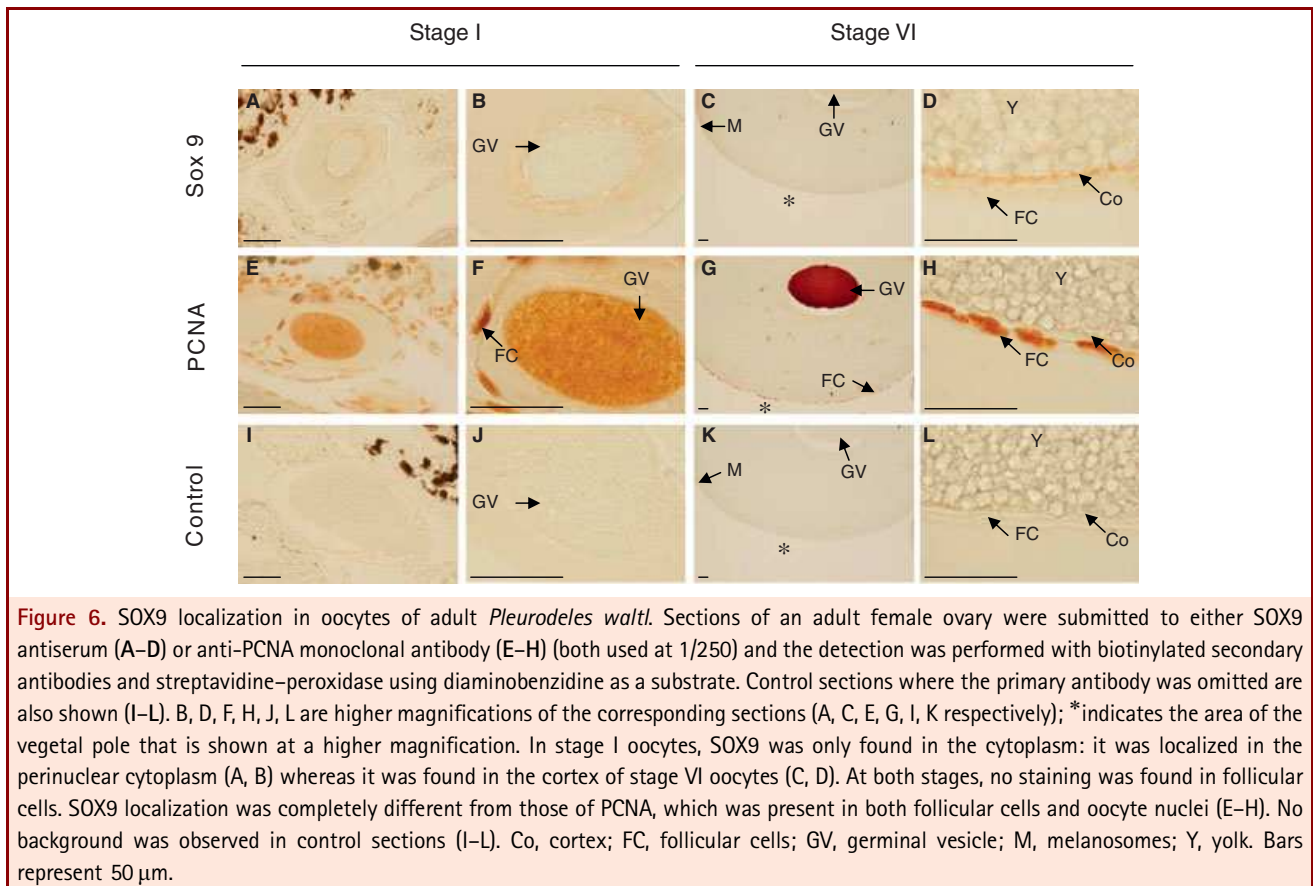 Stage I Stage VI
Sox 9
A
B GV
C M GV *
D Y Co FC
PCNA
E
F GV FC
G GV FC *
H Y FC Co
Control
I
J GV
K M GV *
L Y FC Co
Figure 6. SOX9 localization in oocytes of adult Pleurodeles waltl. Sections of an adult female ovary were submitted to either SOX9
antiserum (A–D) or anti-PCNA monoclonal antibody (E–H) (both used at 1/250) and the detection was performed with biotinylated secondary
antibodies and streptavidine–peroxidase using diaminobenzidine as a substrate. Control sections where the primary antibody was omitted are
also shown (I–L). B, D, F, H, J, L are higher magnifications of the corresponding sections (A, C, E, G, I, K respectively); *indicates the area of the
vegetal pole that is shown at a higher magnification. In stage I oocytes, SOX9 was only found in the cytoplasm: it was localized in the
perinuclear cytoplasm (A, B) whereas it was found in the cortex of stage VI oocytes (C, D). At both stages, no staining was found in follicular
cells. SOX9 localization was completely different from those of PCNA, which was present in both follicular cells and oocyte nuclei (E–H). No
background was observed in control sections (I–L). Co, cortex; FC, follicular cells; GV, germinal vesicle; M, melanosomes; Y, yolk. Bars
represent 50 μm.